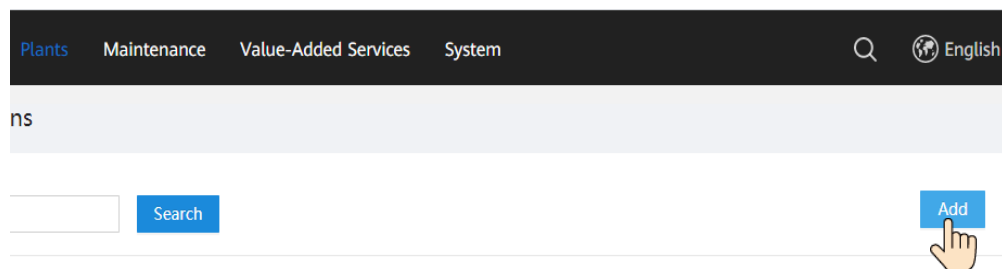 Plants Maintenance Value-Added Services System English
ns
Search Add